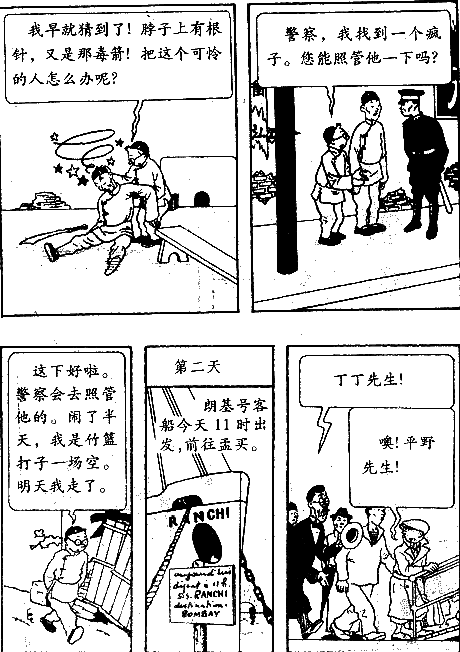 我早就猜到了!脖子上有根
针,又是那毒箭!把这个可怜
的人怎么办呢?
警察,我找到一个疯
子。您能照管他一下吗?
这下好啦。
警察会去照管
他的。闹了半
天,我是竹篮
打子一场空。
明天我走了。
第二天
朗基号客
船今天11时出
发,前往孟买。
RANCHI
S.S. RANCHI
destination.
BOMBAY
丁丁先生!
噢!平野
先生!